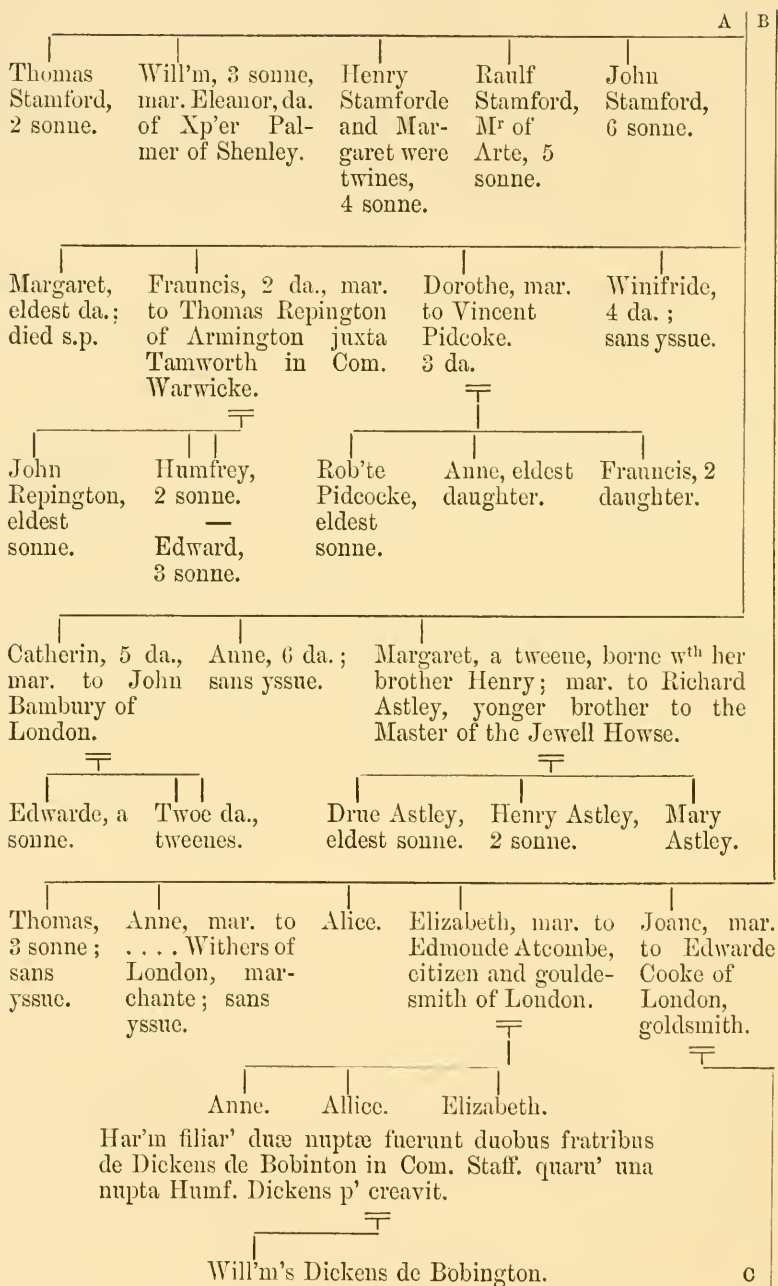 A B
Thomas
Stamford,
2 sonne.
Will'm, 3 sonne,
mar. Eleanor, da.
of Xp'er Pal-
mer of Shenley.
Henry
Stamforde
and Mar-
garet were
twines,
4 sonne.
Raulf
Stamford,
Mr of
Arte, 5
sonne.
John
Stamford,
6 sonne.
Margaret,
eldest da.;
died s.p.
Frauncis, 2 da., mar.
to Thomas Repington
of Armington juxta
Tamworth in Com.
Warwicke.
Dorothe, mar.
to Vincent
Pidcoke.
3 da.
Winifride,
4 da. ;
sans yssue.
John
Repington,
eldest
sonne.
Humfrey,
2 sonne.
—
Edward,
3 sonne.
Rob'te
Pidcocke,
eldest
sonne.
Anne, eldest
daughter.
Frauncis, 2
daughter.
Catherin, 5 da.,
mar. to John
Bambury of
London.
Anne, 6 da. ;
sans yssue.
Margaret, a tweene, borne wth her
brother Henry; mar. to Richard
Astley, yonger brother to the
Master of the Jewell Howse.
Edwarde, a
sonne.
Twoe da.,
tweenes.
Drue Astley,
eldest sonne.
Henry Astley,
2 sonne.
Mary
Astley.
Thomas,
3 sonne ;
sans
yssue.
Anne, mar. to
. . . . Withers of
London, mar-
chante ; sans
yssue.
Alice.
Elizabeth, mar. to
Edmonde Atcombe,
citizen and goulde-
smith of London.
Joane, mar.
to Edwarde
Cooke of
London,
goldsmith.
Anne.
Allice.
Elizabeth.
Har'm filiar' duæ nuptæ fuerunt duobus fratribus
de Dickens de Bobinton in Com. Staff. quaru' una
nupta Humf. Dickens p' creavit.
Will'm's Dickens de Bobington.
C